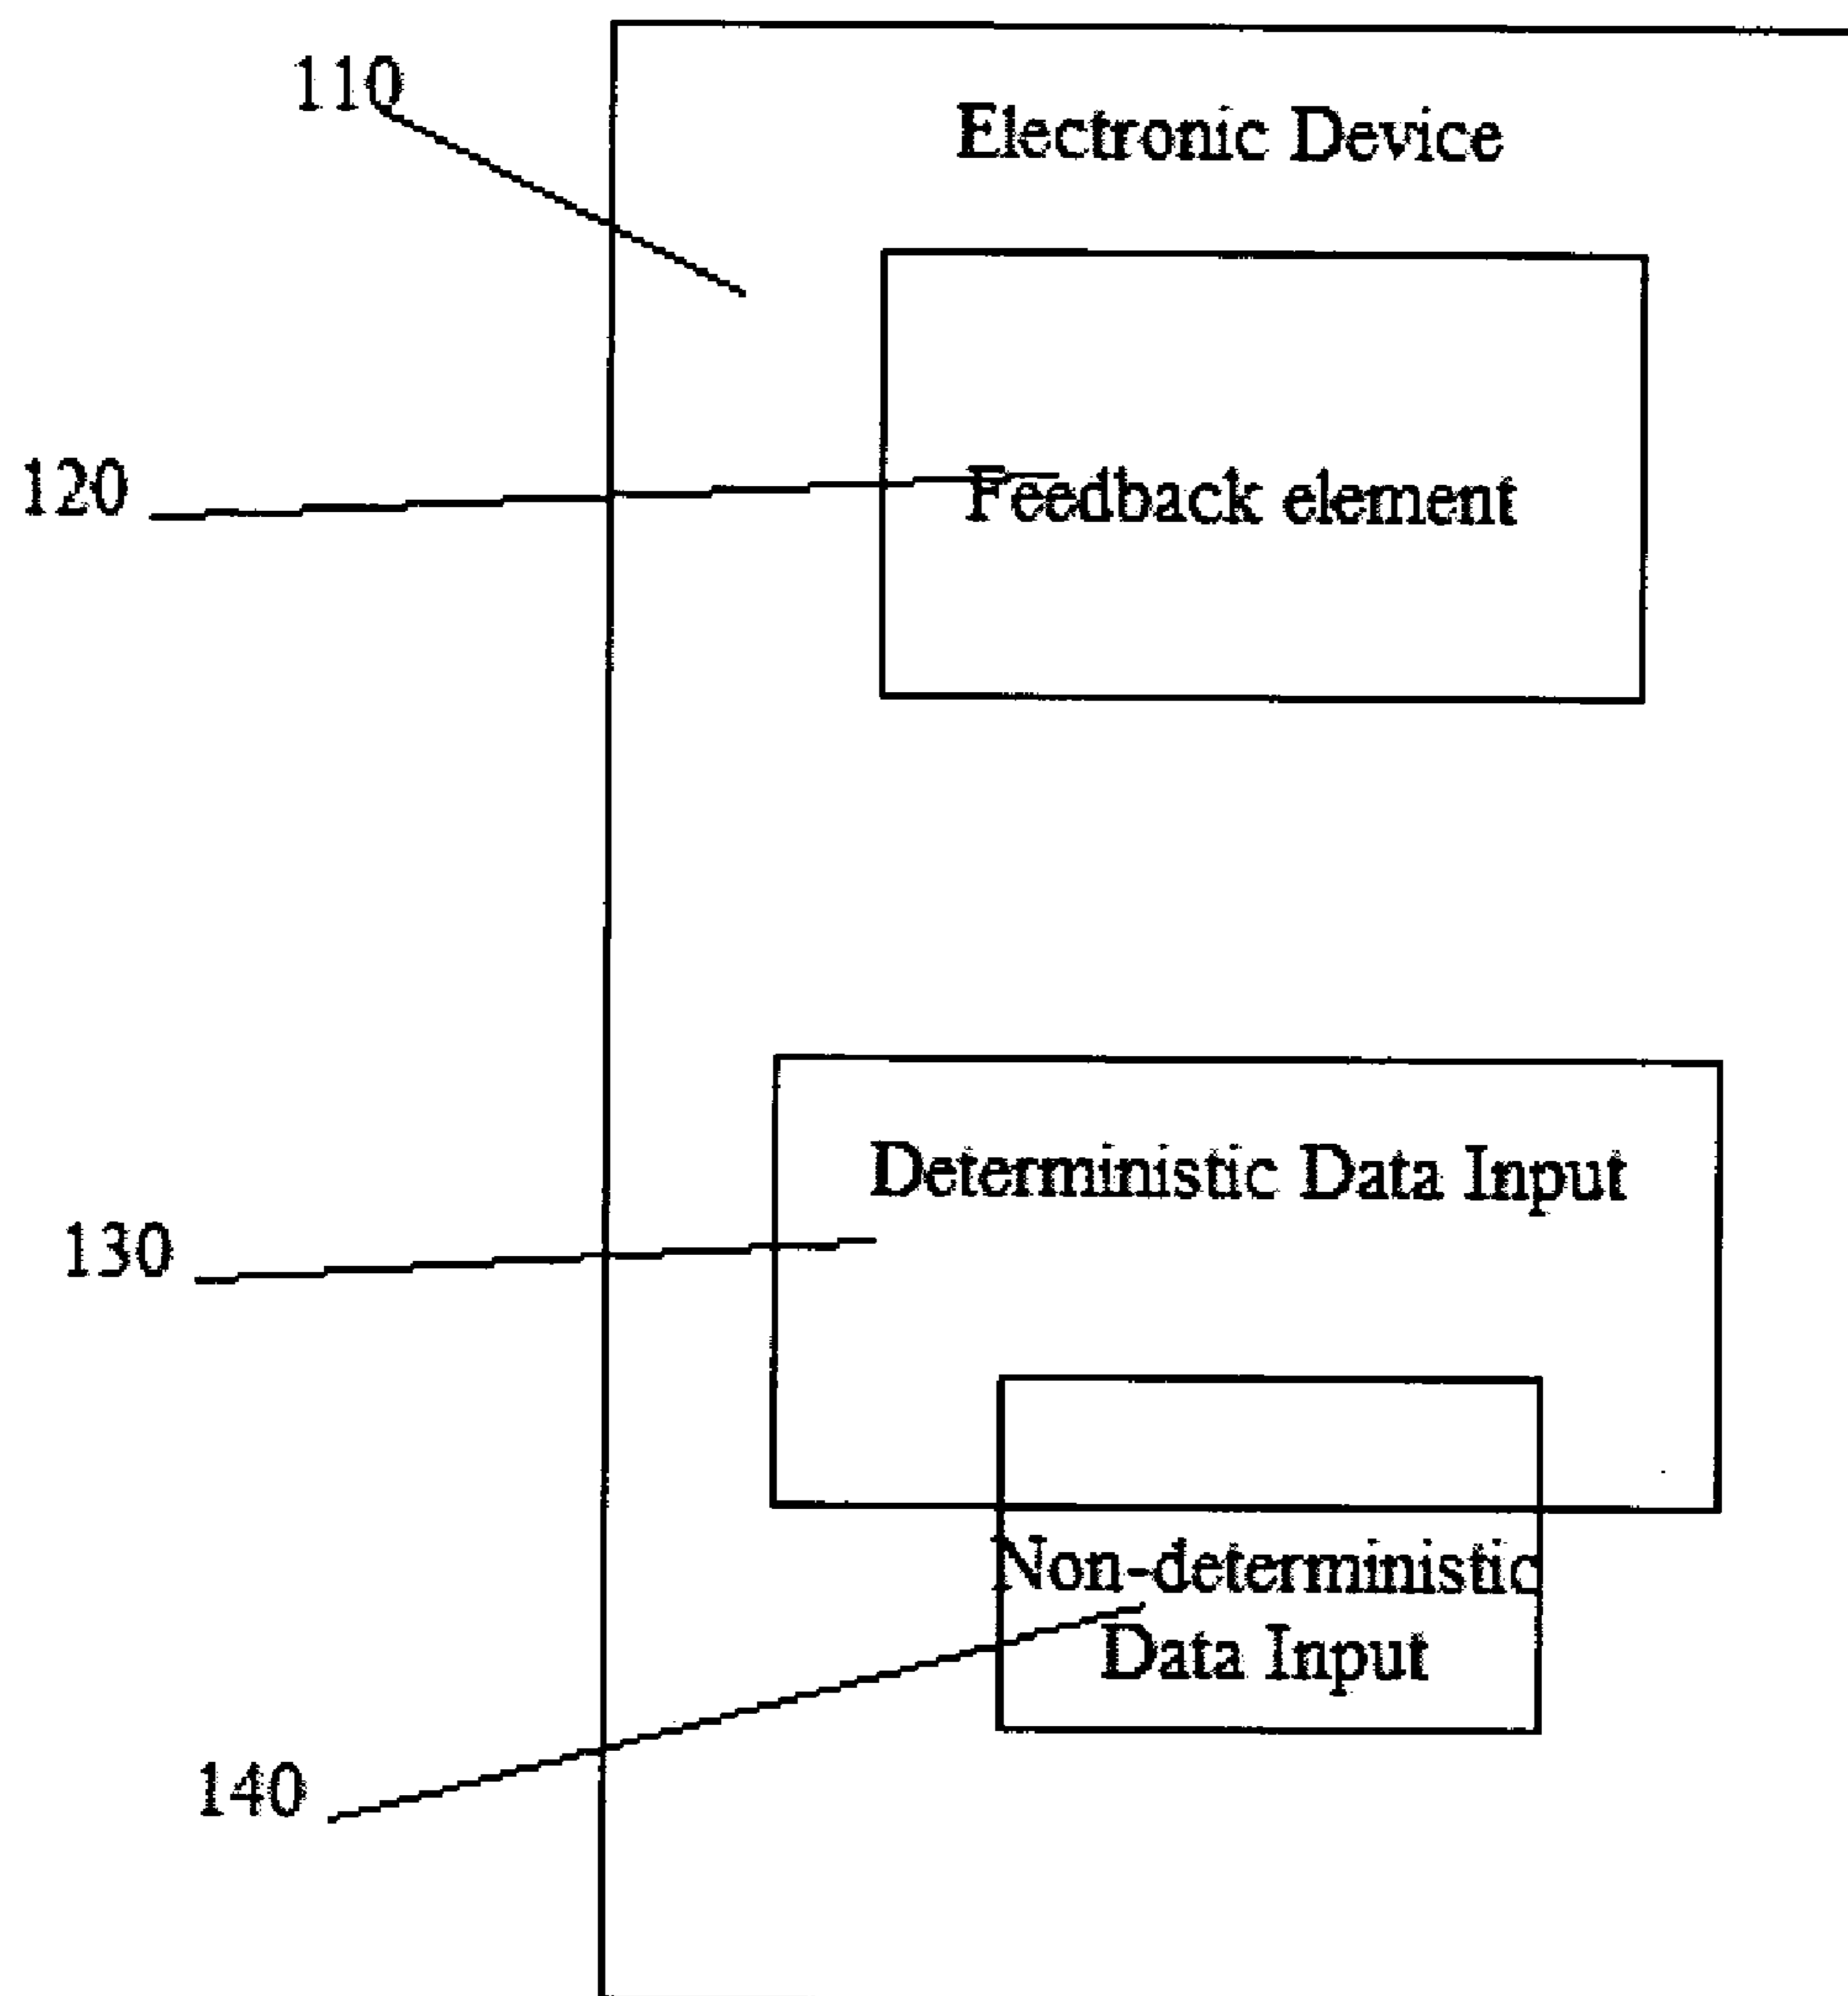 110
Electronic Device
120
Feedback element
Deterministic Data Input
130
Non-deterministic
Data Input
140